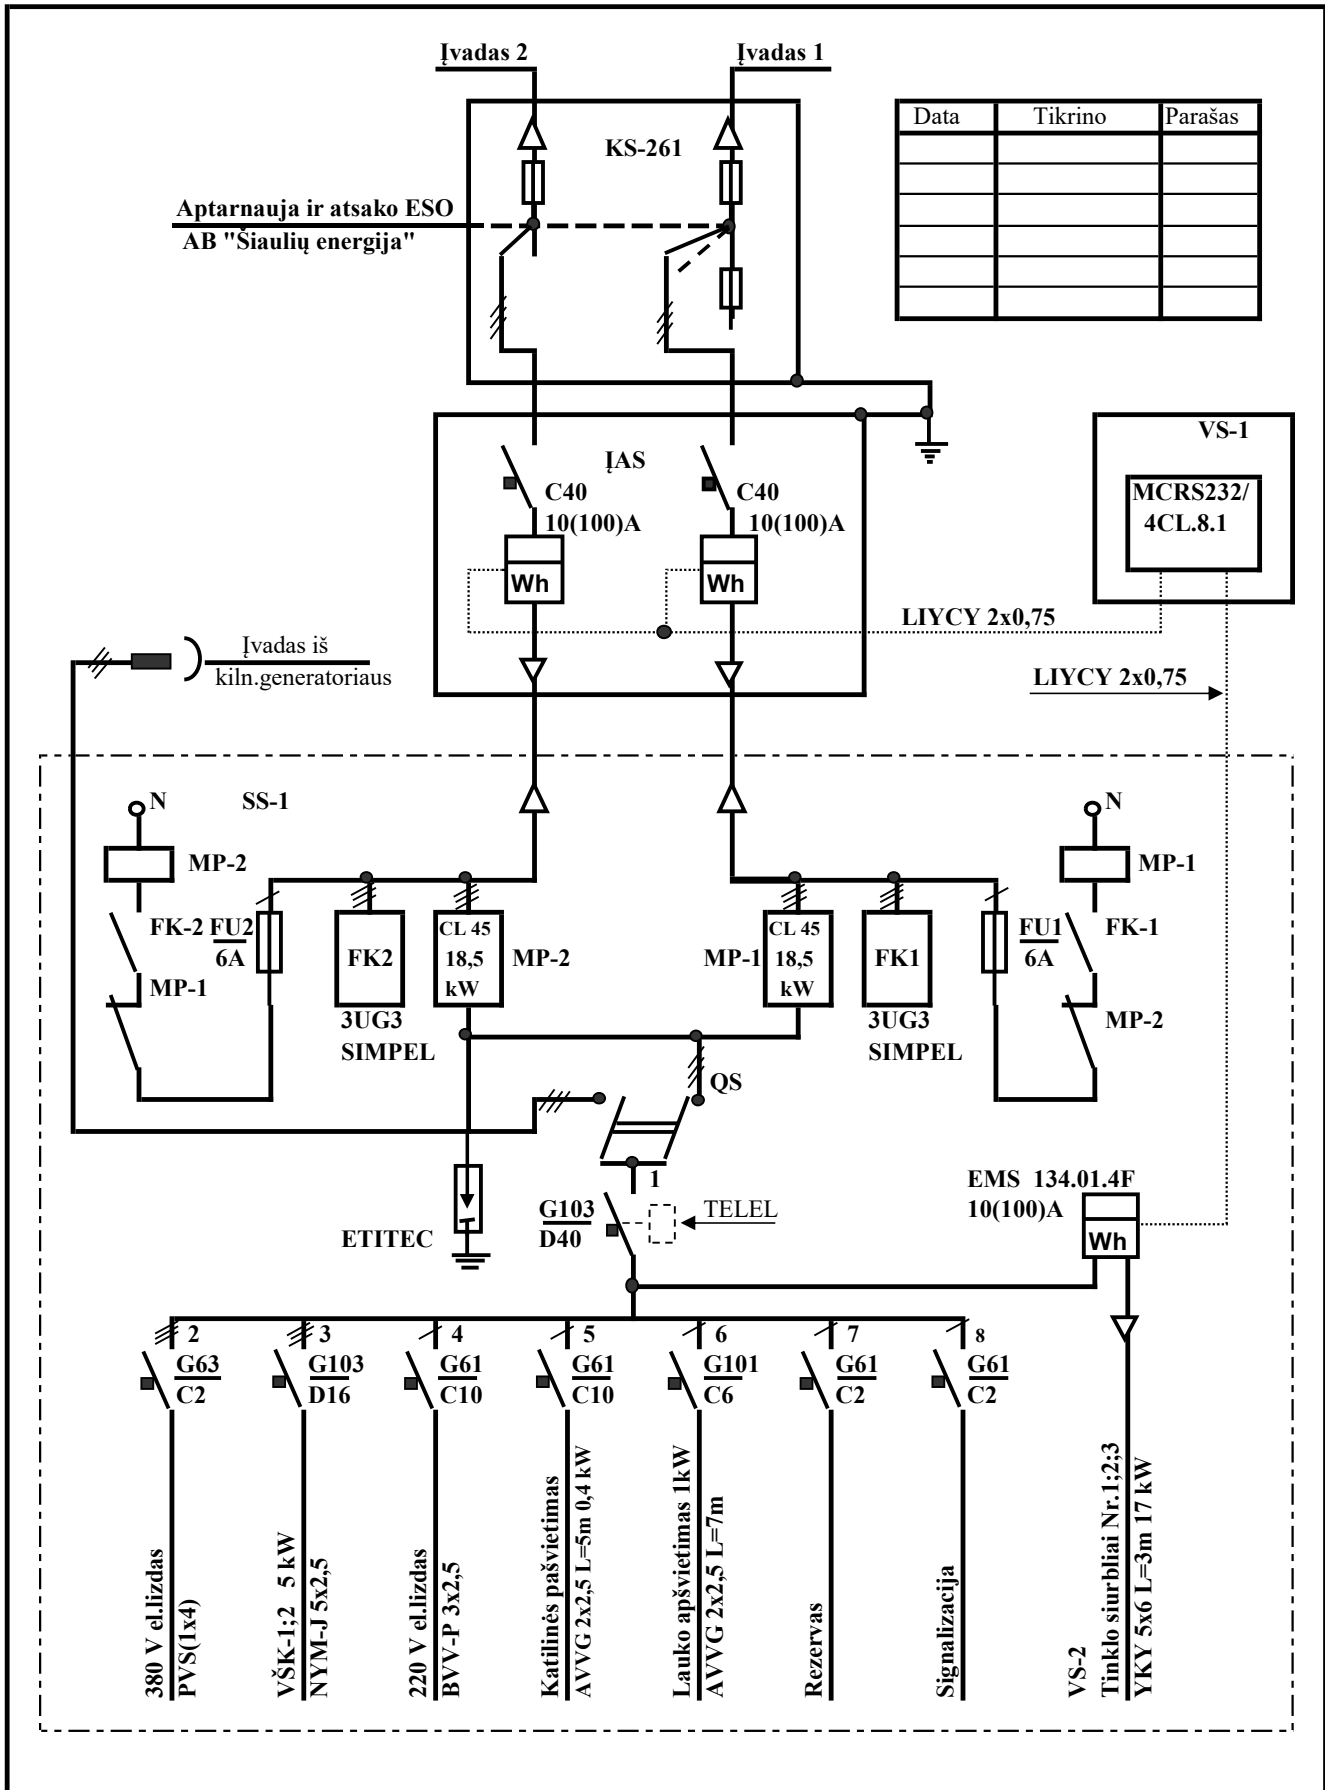 Įvadas 2
Įvadas 1
Data
Tikrino
Parašas
KS-261
Aptarnauja ir atsako ESO
AB "Šiaulių energija"
VS-1
ĮAS
C40
10(100)A
C40
10(100)A
MCRS232/
4CL.8.1
Wh
Wh
LIYCY 2x0,75
Įvadas iš
kiln.generatoriaus
LIYCY 2x0,75
N
SS-1
N
MP-2
MP-1
FK-2
FU2
6A
MP-1
FK2
3UG3
SIMPEL
CL 45
18,5
kW
MP-2
MP-1
CL 45
18,5
kW
FK1
3UG3
SIMPEL
FU1
6A
FK-1
MP-2
QS
1
G103
D40
TELEL
ETITEC
EMS 134.01.4F
10(100)A
Wh
2
G63
C2
3
G103
D16
4
G61
C10
5
G61
C10
6
G101
C6
7
G61
C2
8
G61
C2
380 V el.lizdas
PVS(1x4)
VŠK-1;2 5 kW
NYM-J 5x2,5
220 V el.lizdas
BVV-P 3x2,5
Katilinės pašvietimas
AVVG 2x2,5 L=5m 0,4 kW
Lauko apšvietimas 1kW
AVVG 2x2,5 L=7m
Rezervas
Signalizacija
VS-2
Tinklo siurbliai Nr.1;2;3
YKY 5x6 L=3m 17 kW